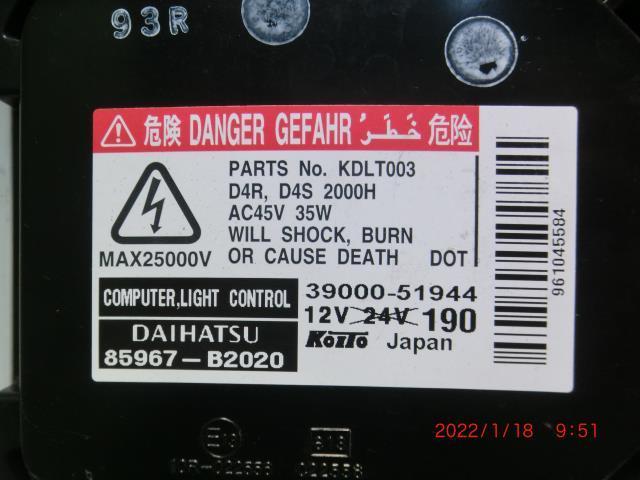 93R
危険 DANGER GEFAHR خَطَرُ 危险
PARTS No. KDLT003
D4R, D4S 2000H
AC45V 35W
WILL SHOCK, BURN
OR CAUSE DEATH DOT
MAX25000V
961045584
COMPUTER,LIGHT CONTROL
39000-51944
12V 24V 190
DAIHATSU
85967-B2020
KOITO Japan
2022/1/18 9:51